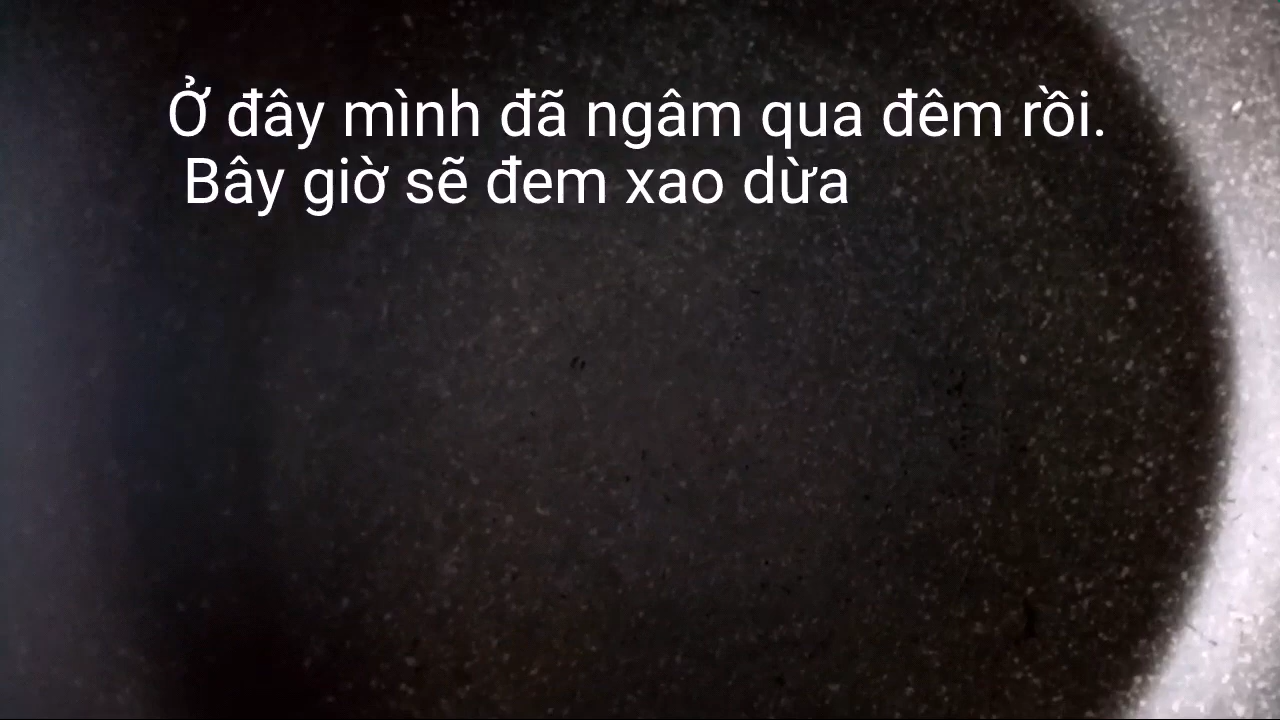 Ở đây mình đã ngâm qua đêm rồi.
Bây giờ sẽ đem xao dừa